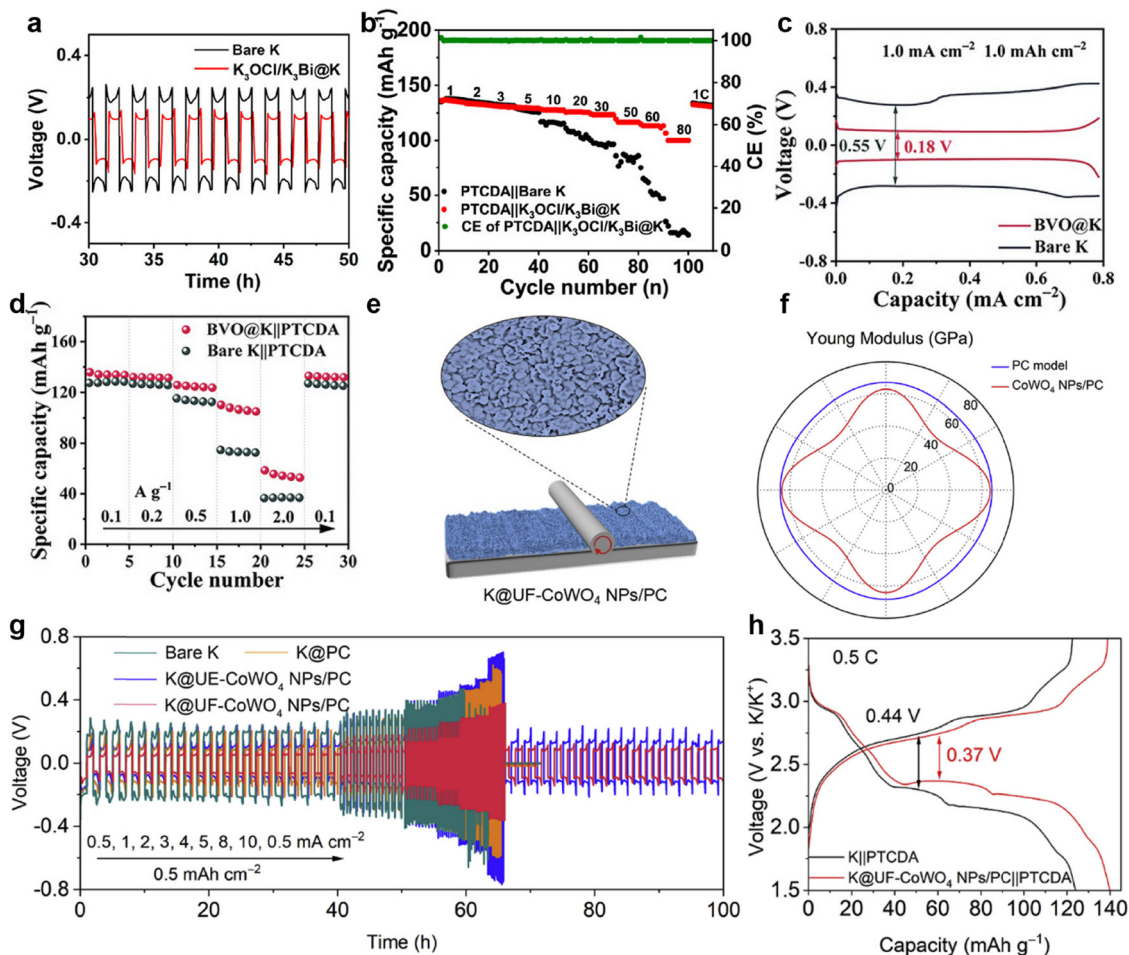 a
Bare K
K₃OCl/K₃Bi@K
Voltage (V)
0.4
0.0
-0.4
30 35 40 45 50
Time (h)
b
Specific capacity (mAh g⁻¹)
200
150
100
50
0
1 2 3 5 10 20 30 50 60 80 1C
PTCDA||Bare K
PTCDA||K₃OCl/K₃Bi@K
CE of PTCDA||K₃OCl/K₃Bi@K
100
80
60
40
20
0
CE (%)
0 20 40 60 80 100
Cycle number (n)
c
1.0 mA cm⁻² 1.0 mAh cm⁻²
Voltage (V)
0.8
0.4
0.0
-0.4
-0.8
0.55 V
0.18 V
BVO@K
Bare K
0.0 0.2 0.4 0.6 0.8
Capacity (mA cm⁻²)
d
Specific capacity (mAh g⁻¹)
160
120
80
40
0
BVO@K||PTCDA
Bare K||PTCDA
A g⁻¹
0.1 0.2 0.5 1.0 2.0 0.1
0 5 10 15 20 25 30
Cycle number
e
K@UF-CoWO₄ NPs/PC
f
Young Modulus (GPa)
PC model
CoWO₄ NPs/PC
80
60
40
20
0
g
Bare K
K@PC
K@UE-CoWO₄ NPs/PC
K@UF-CoWO₄ NPs/PC
Voltage (V)
0.8
0.4
0.0
-0.4
-0.8
0.5, 1, 2, 3, 4, 5, 8, 10, 0.5 mA cm⁻²
0.5 mAh cm⁻²
0 20 40 60 80 100
Time (h)
h
0.5 C
Voltage (V vs. K/K⁺)
3.5
3.0
2.5
2.0
1.5
0.44 V
0.37 V
K||PTCDA
K@UF-CoWO₄ NPs/PC||PTCDA
0 20 40 60 80 100 120 140
Capacity (mAh g⁻¹)